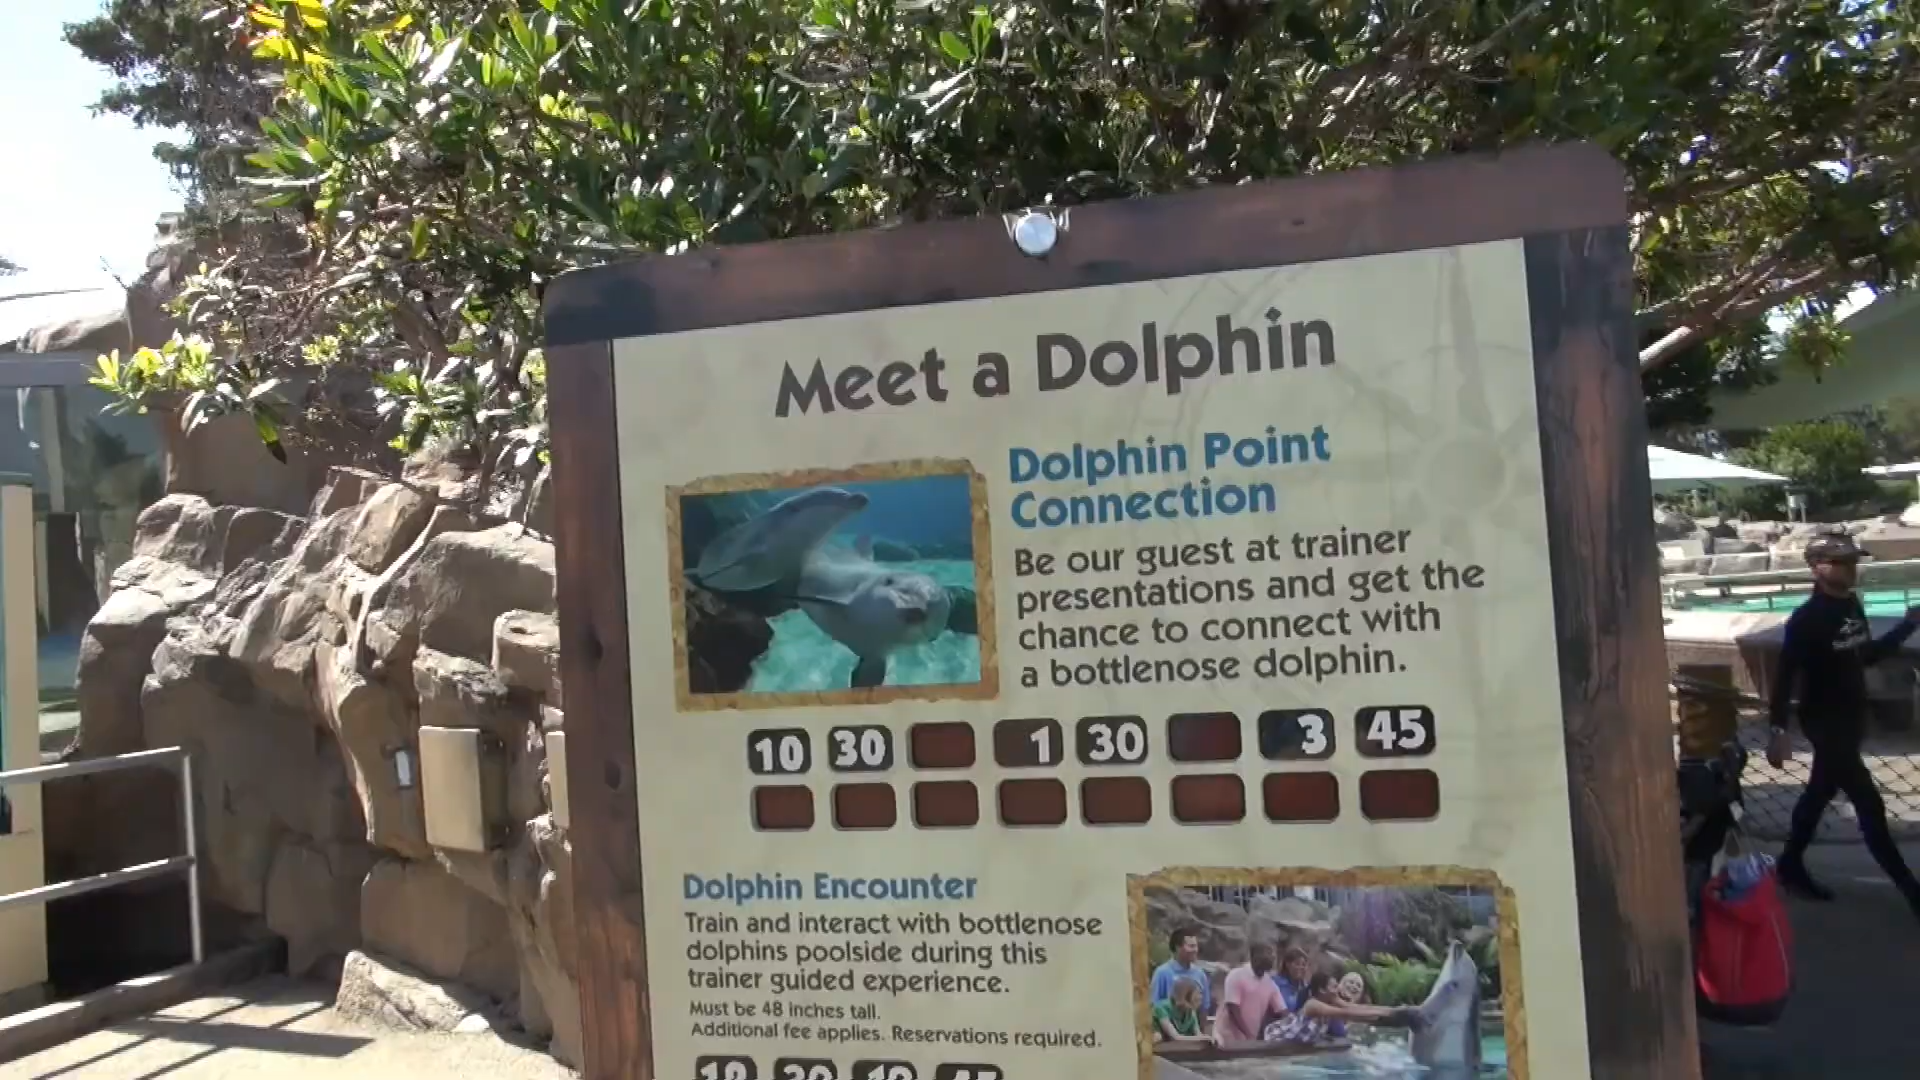 Meet a Dolphin
Dolphin Point
Connection
Be our guest at trainer
presentations and get the
chance to connect with
a bottlenose dolphin.
10 30 1 30 3 45
Dolphin Encounter
Train and interact with bottlenose
dolphins poolside during this
trainer guided experience.
Must be 48 inches tall.
Additional fee applies. Reservations required.